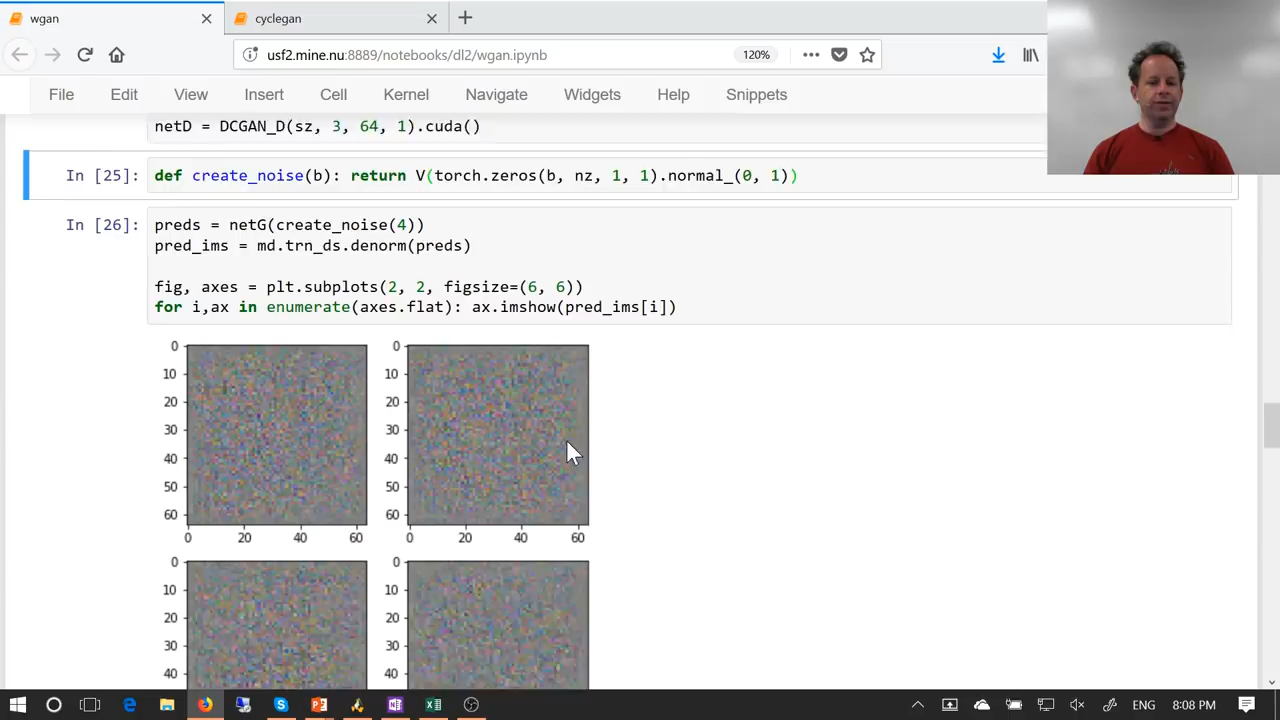 wgan
cyclegan
usf2.mine.nu:8889/notebooks/dl2/wgan.ipynb
120%
File Edit View Insert Cell Kernel Navigate Widgets Help Snippets
netD = DCGAN_D(sz, 3, 64, 1).cuda()
In [25]: def create_noise(b): return V(torch.zeros(b, nz, 1, 1).normal_(0, 1))
In [26]: preds = netG(create_noise(4))
pred_ims = md.trn_ds.denorm(preds)
fig, axes = plt.subplots(2, 2, figsize=(6, 6))
for i,ax in enumerate(axes.flat): ax.imshow(pred_ims[i])
0 0
10 10
20 20
30 30
40 40
50 50
60 60
0 20 40 60 0 20 40 60
0 0
10 10
20 20
30 30
40 40
ENG 8:08 PM